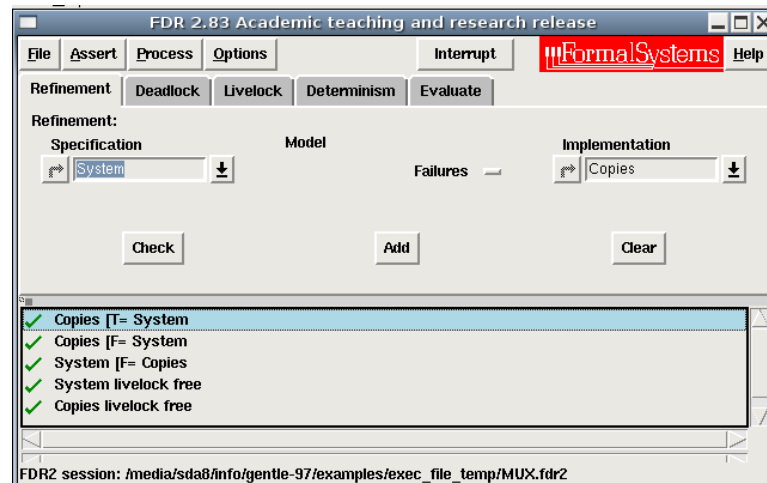 FDR 2.83 Academic teaching and research release
File Assert Process Options Interrupt FormalSystems Help
Refinement Deadlock Livelock Determinism Evaluate
Refinement:
Specification Model Implementation
System Failures Copies
Check Add Clear
Copies [T= System
Copies [F= System
System [F= Copies
System livelock free
Copies livelock free
FDR2 session: /media/sda8/info/gentle-97/examples/exec_file_temp/MUX.fdr2